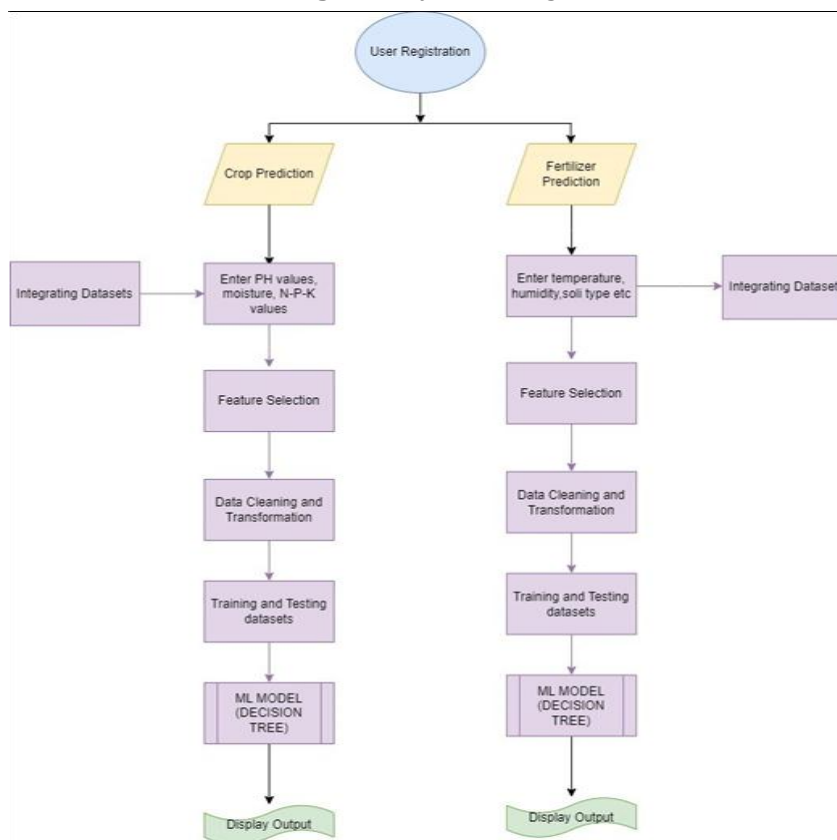 User Registration
Crop Prediction
Fertilizer
Prediction
Integrating Datasets
Enter PH values,
moisture, N-P-K
values
Enter temperature,
humidity,soli type etc
Integrating Dataset
Feature Selection
Feature Selection
Data Cleaning and
Transformation
Data Cleaning and
Transformation
Training and Testing
datasets
Training and Testing
datasets
ML MODEL
(DECISION
TREE)
ML MODEL
(DECISION
TREE)
Display Output
Display Output